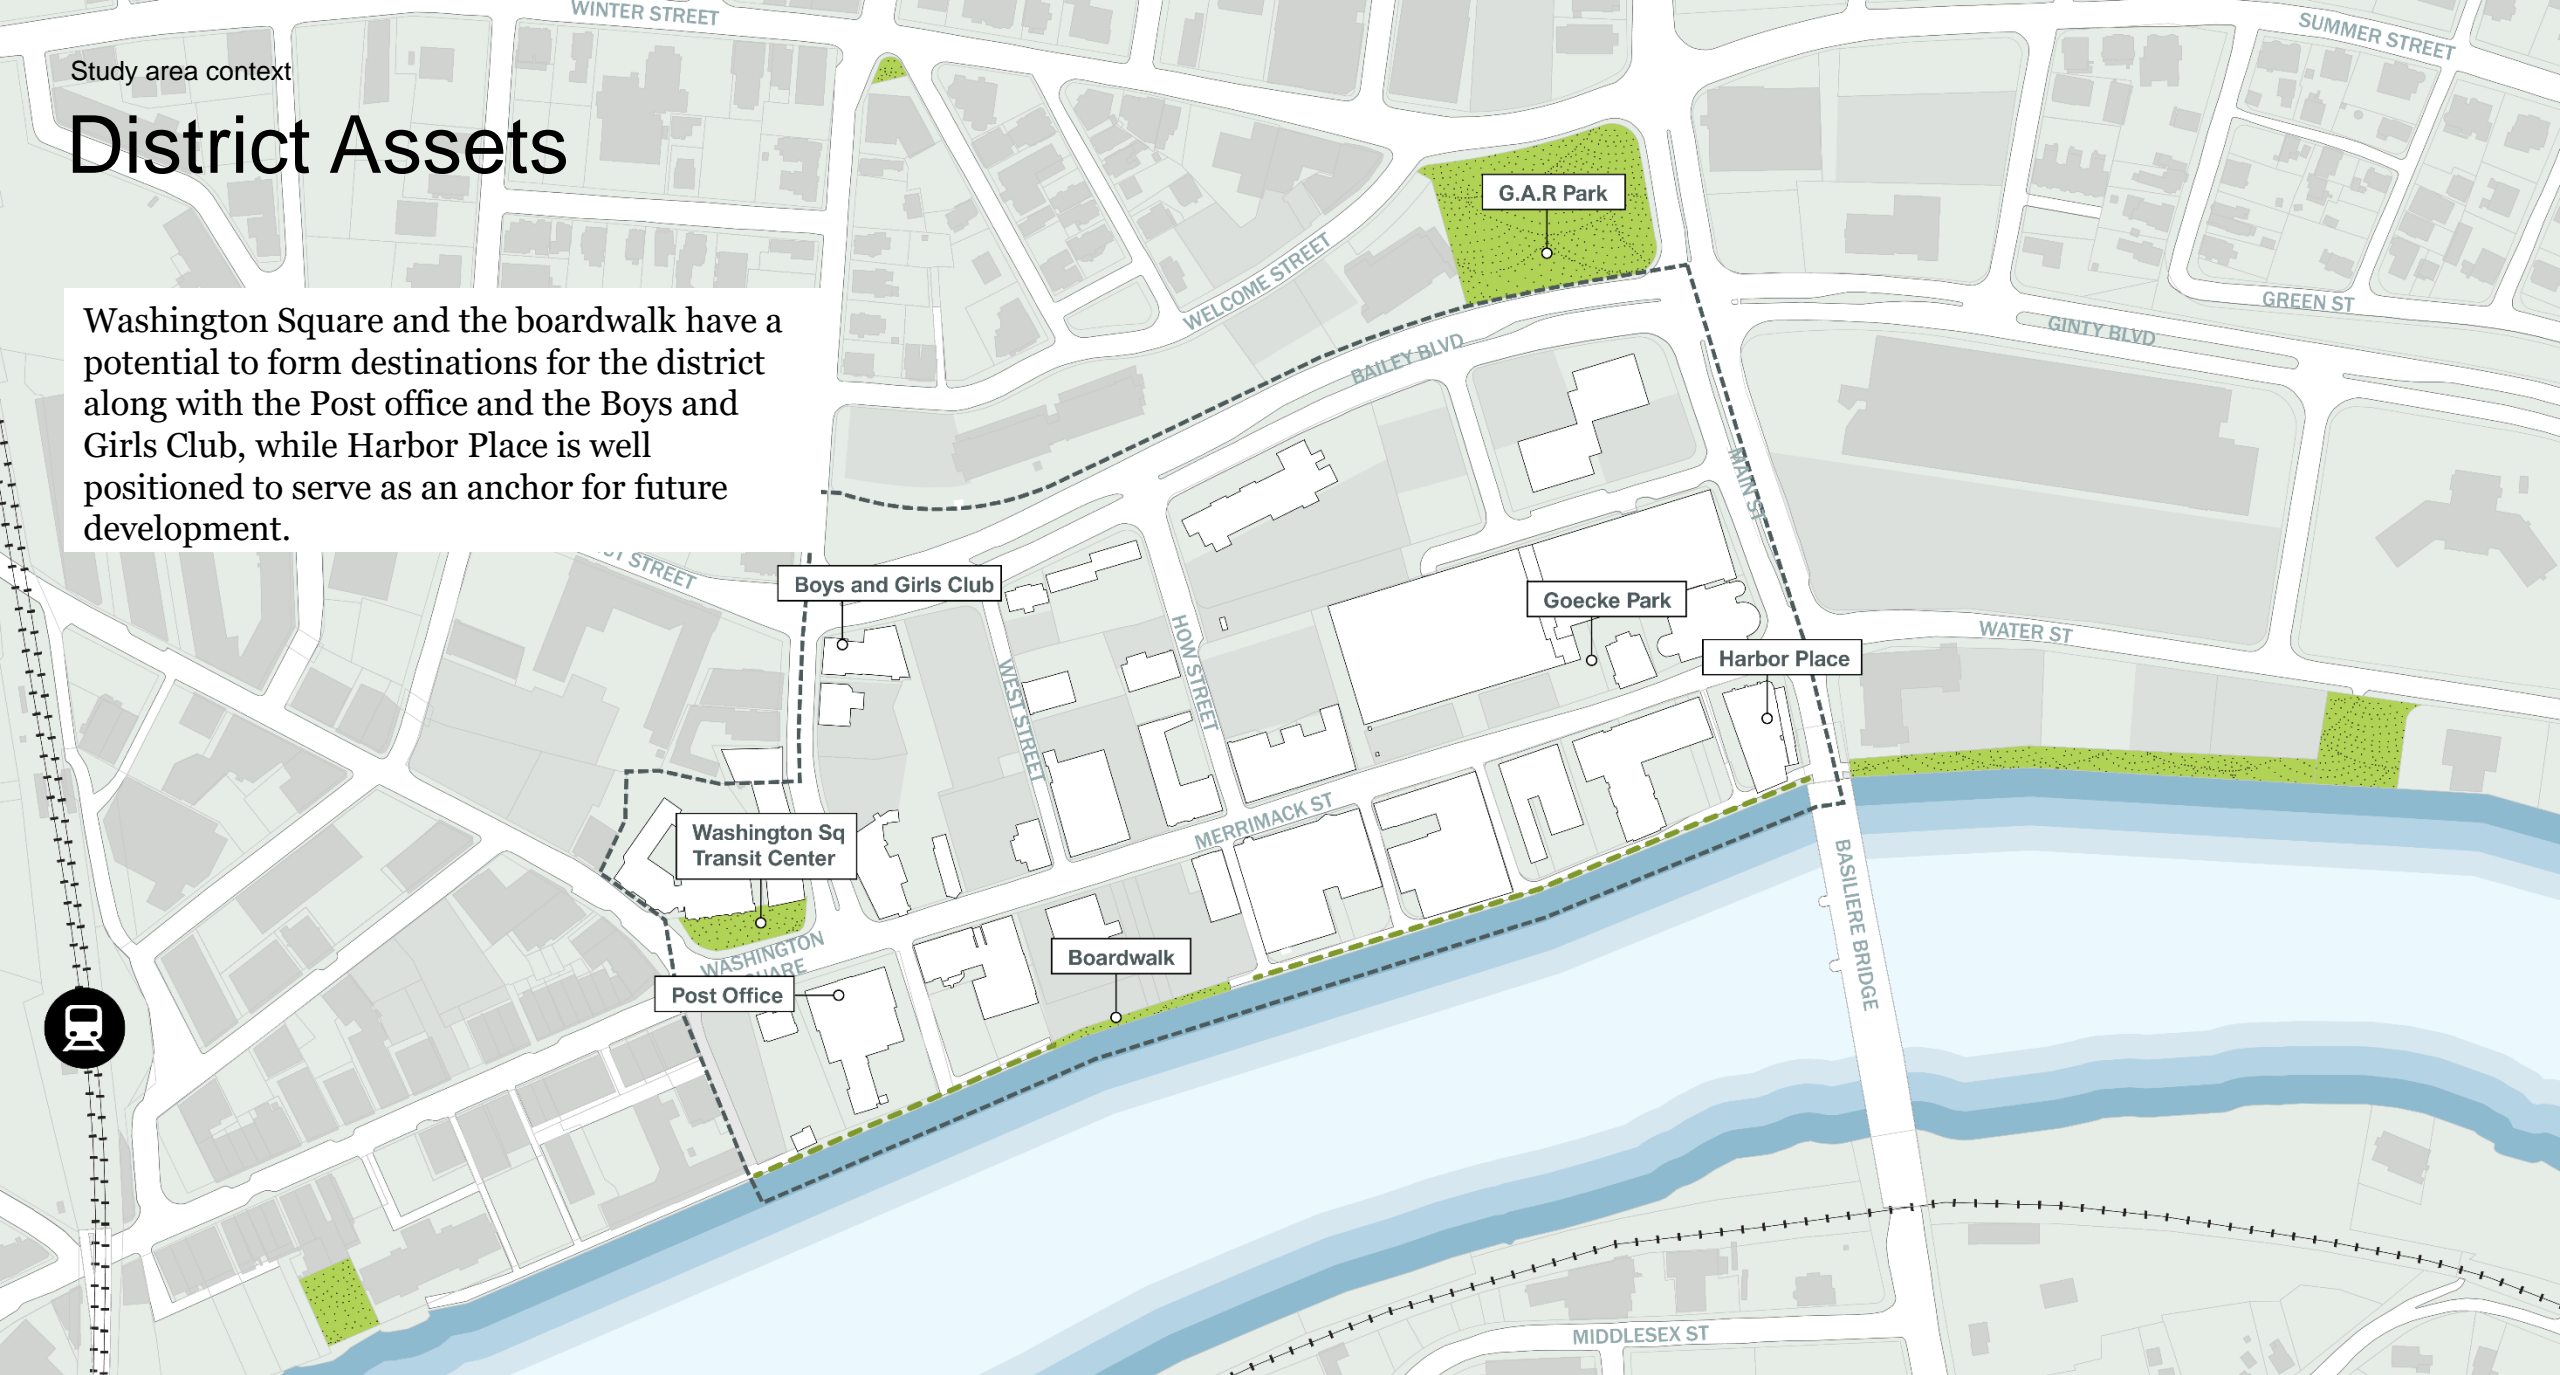 WINTER STREET
SUMMER STREET
Study area context
District Assets
G.A.R Park
WELCOME STREET
GREEN ST
GINTY BLVD
BAILEY BLVD
Washington Square and the boardwalk have a
potential to form destinations for the district
along with the Post office and the Boys and
Girls Club, while Harbor Place is well
positioned to serve as an anchor for future
development.
MAIN ST
STREET
Boys and Girls Club
Goecke Park
HOW STREET
WATER ST
WEST STREET
Harbor Place
MERRIMACK ST
Washington Sq
Transit Center
BASILIERE BRIDGE
WASHINGTON
Boardwalk
Post Office
MIDDLESEX ST